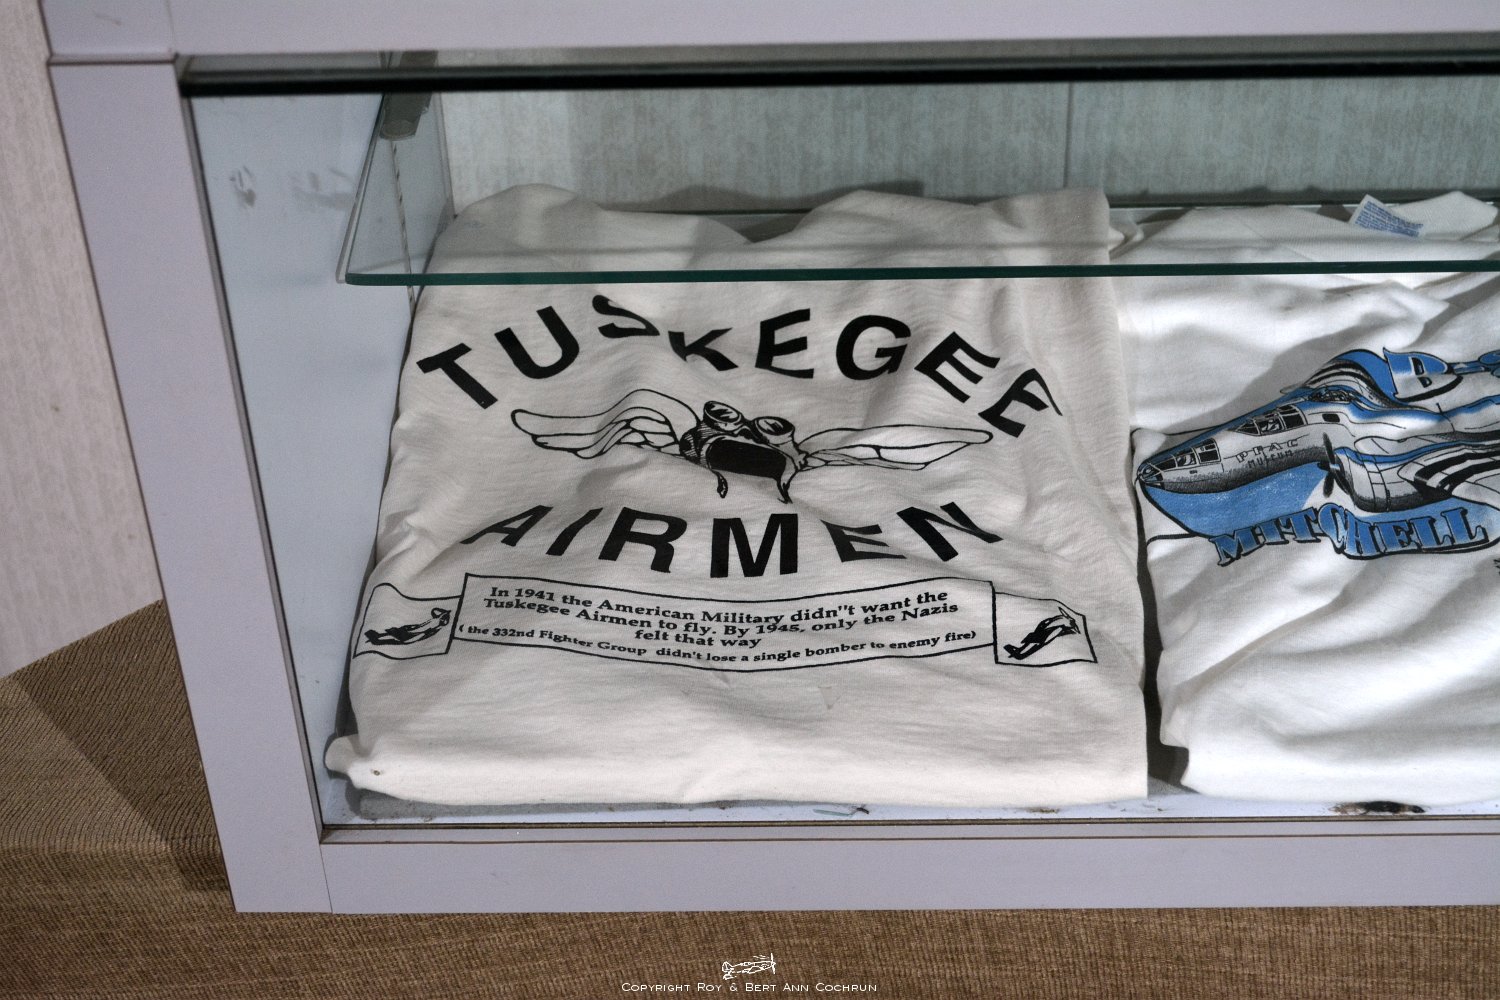 TUSKEGEE
AIRMEN
In 1941 the American Military didn"t want the
Tuskegee Airmen to fly. By 1945, only the Nazis
felt that way
( the 332nd Fighter Group didn't lose a single bomber to enemy fire)
PFAC
MUSEUM
MITCHELL
COPYRIGHT ROY & BERT ANN COCHRUN